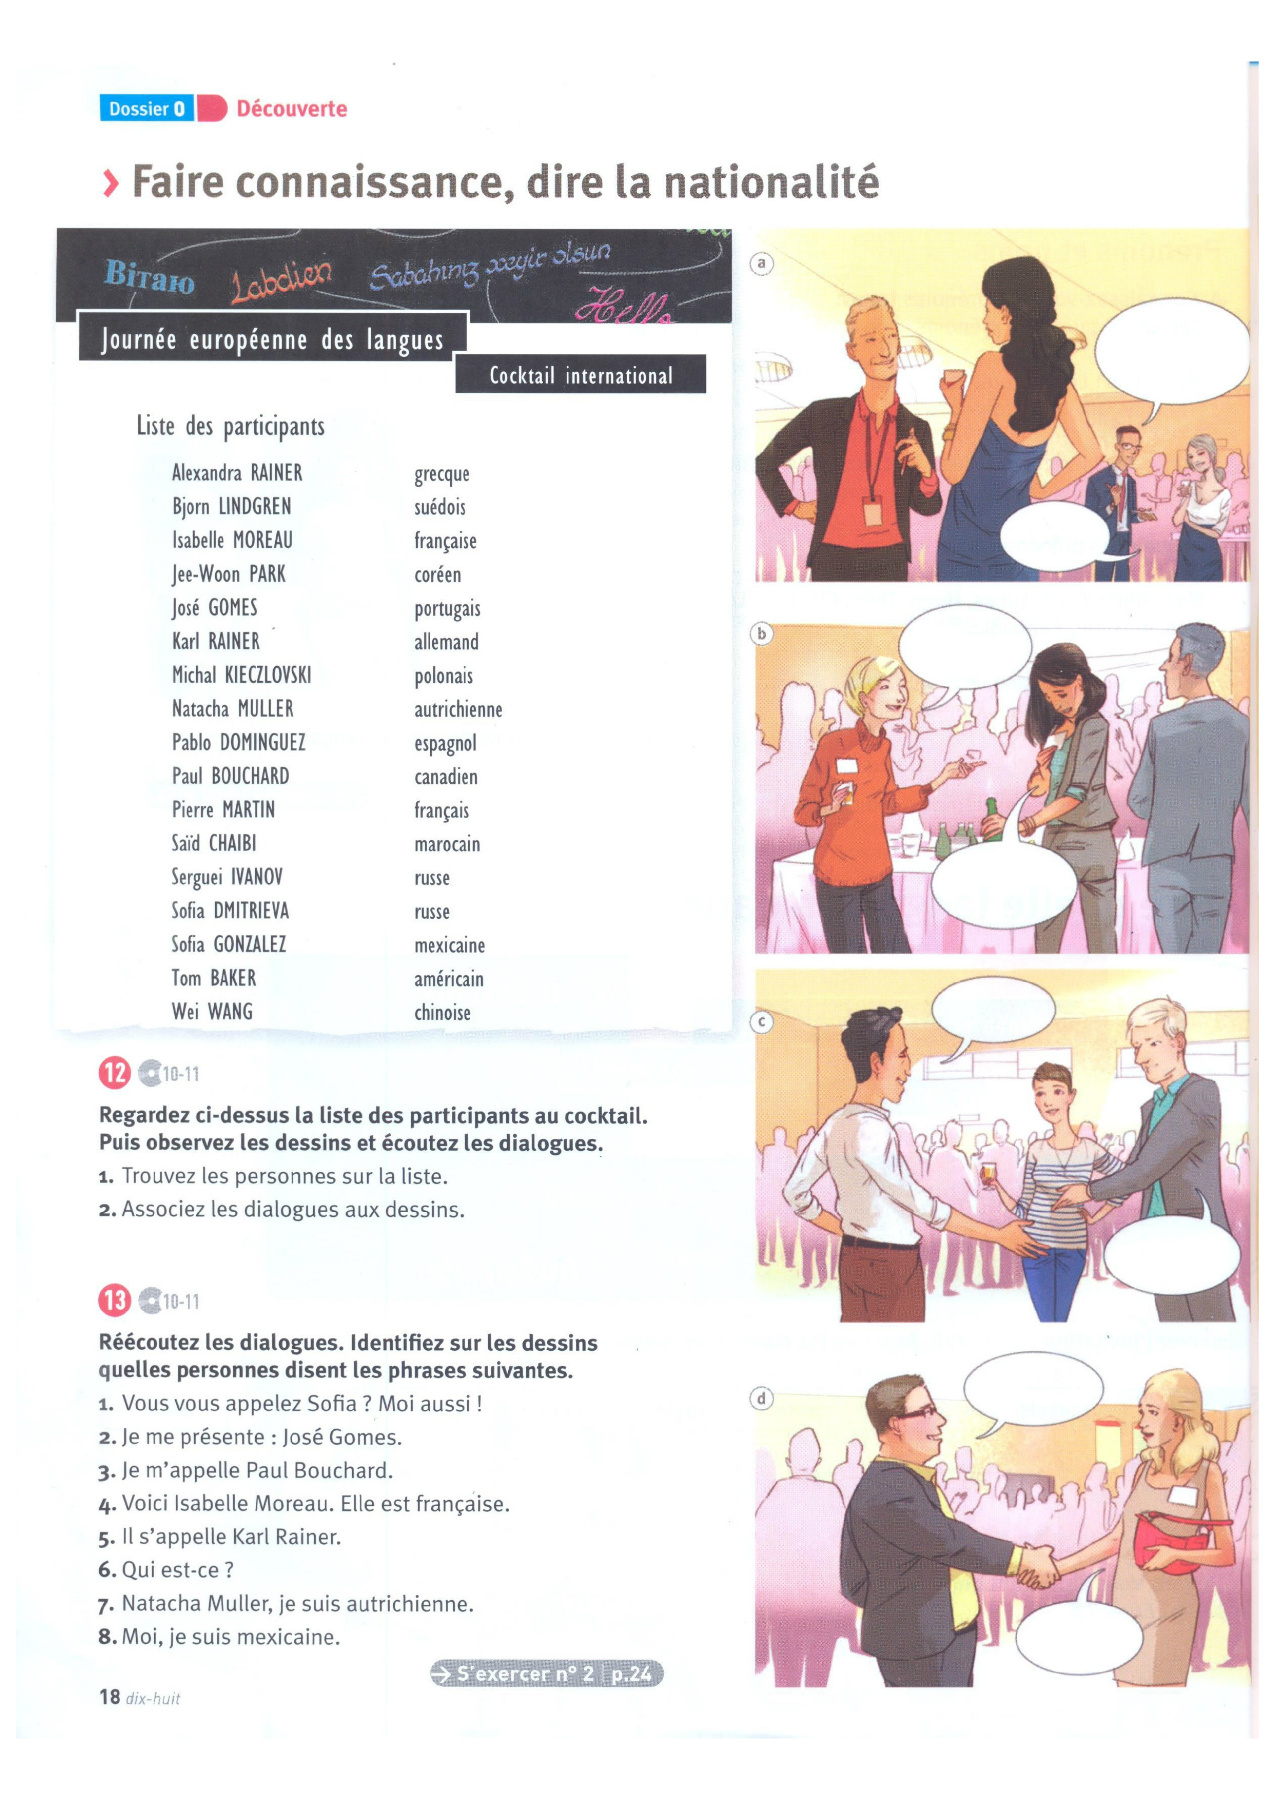 Dossier 0 Découverte
› Faire connaissance, dire la nationalité
Вітаю
Labdien
Sabahınız xeyir olsun
Hello
Journée européenne des langues
Cocktail international
Liste des participants
Alexandra RAINER grecque
Bjorn LINDGREN suédois
Isabelle MOREAU française
Jee-Woon PARK coréen
José GOMES portugais
Karl RAINER allemand
Michal KIECZLOVSKI polonais
Natacha MULLER autrichienne
Pablo DOMINGUEZ espagnol
Paul BOUCHARD canadien
Pierre MARTIN français
Saïd CHAIBI marocain
Serguei IVANOV russe
Sofia DMITRIEVA russe
Sofia GONZALEZ mexicaine
Tom BAKER américain
Wei WANG chinoise
12 10-11
Regardez ci-dessus la liste des participants au cocktail.
Puis observez les dessins et écoutez les dialogues.
1. Trouvez les personnes sur la liste.
2. Associez les dialogues aux dessins.
13 10-11
Réécoutez les dialogues. Identifiez sur les dessins
quelles personnes disent les phrases suivantes.
1. Vous vous appelez Sofia ? Moi aussi !
2. Je me présente : José Gomes.
3. Je m'appelle Paul Bouchard.
4. Voici Isabelle Moreau. Elle est française.
5. Il s'appelle Karl Rainer.
6. Qui est-ce ?
7. Natacha Muller, je suis autrichienne.
8. Moi, je suis mexicaine.
→ S'exercer n° 2 | p.24
18 dix-huit
a
b
c
d